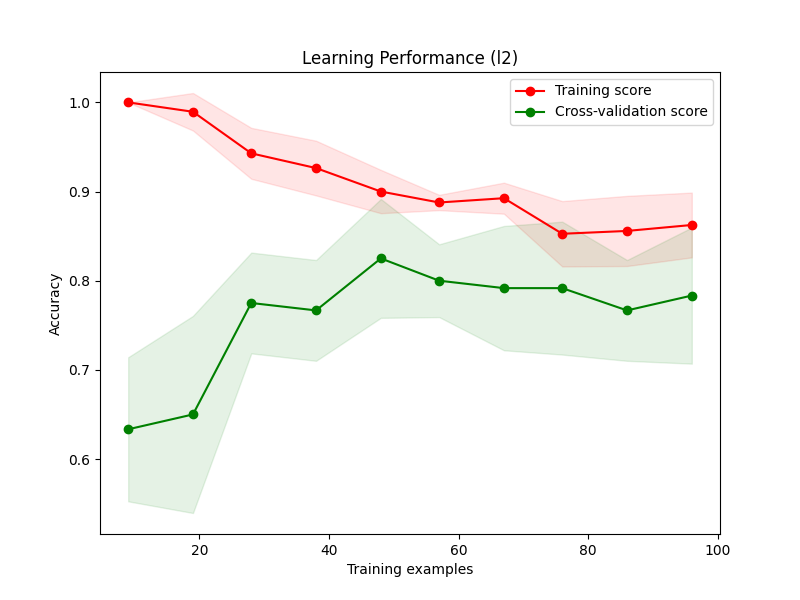 Learning Performance (l2)
Training score
Cross-validation score
Accuracy
1.0
0.9
0.8
0.7
0.6
20
40
60
80
100
Training examples